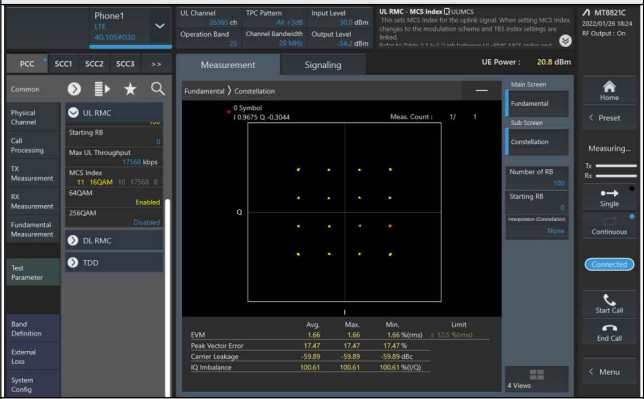 Phone1
LTE
40.105#030
UL Channel
26365 ch
TPC Pattern
All +3dB
Input Level
30.0 dBm
Operation Band
25
Channel Bandwidth
20 MHz
Output Level
-54.2 dBm
UL RMC - MCS Index ULMCS
This sets MCS Index for the uplink signal. When setting MCS Index,
changes to the modulation scheme and TBS Index settings are
linked.
MT8821C
2022/01/26 18:24
RF Output : On
PCC
SCC1
SCC2
SCC3
>>
Measurement
Signaling
UE Power : 20.8 dBm
Common
Physical
Channel
Call
Processing
TX
Measurement
RX
Measurement
Fundamental
Measurement
Test
Parameter
Band
Definition
External
Loss
System
Config
UL RMC
100
Starting RB
0
Max UL Throughput
17568 kbps
MCS Index
11 16QAM 10 17568 0
64QAM
Enabled
256QAM
Disabled
DL RMC
TDD
Fundamental
Constellation
0 Symbol
I 0.9675 Q -0.3044
Meas. Count : 1/ 1
Q
I
Avg. Max. Min. Limit
EVM 1.66 1.66 1.66 %(rms) ≤ 12.5 %(rms)
Peak Vector Error 17.47 17.47 17.47 %
Carrier Leakage -59.89 -59.89 -59.89 dBc
IQ Imbalance 100.61 100.61 100.61 %(I/Q)
Main Screen
Fundamental
Sub Screen
Constellation
Number of RB
100
Starting RB
0
Interpolation (Constellation)
None
4 Views
Home
< Preset
Measuring...
Tx
Rx
Single
Continuous
Connected
Start Call
End Call
< Menu